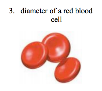 3. diameter of a red blood
cell